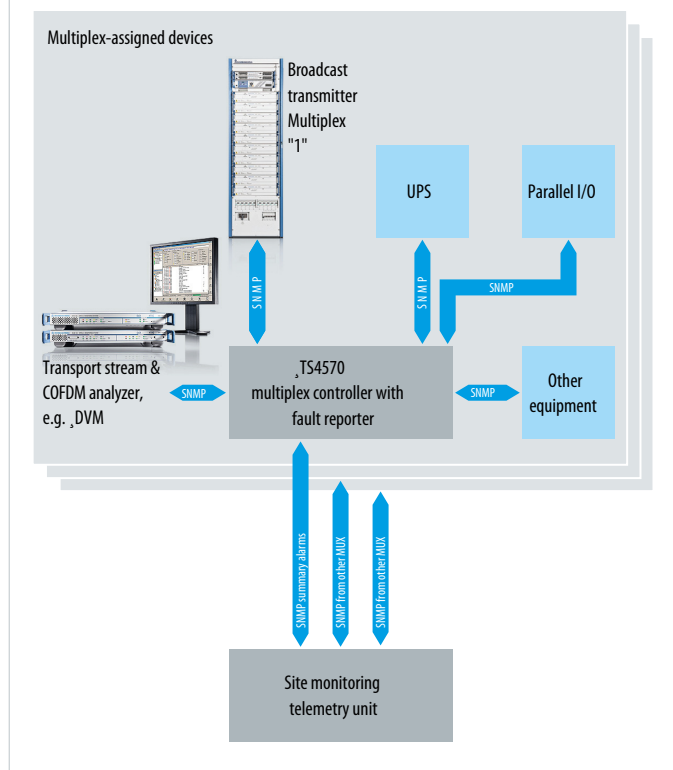 Multiplex-assigned devices
Broadcast
transmitter
Multiplex
"1"
UPS
Parallel I/O
SNMP
SNMP
SNMP
Transport stream &
COFDM analyzer,
e.g. ¸DVM
SNMP
¸TS4570
multiplex controller with
fault reporter
SNMP
Other
equipment
SNMP summary alarms
SNMP from other MUX
SNMP from other MUX
Site monitoring
telemetry unit